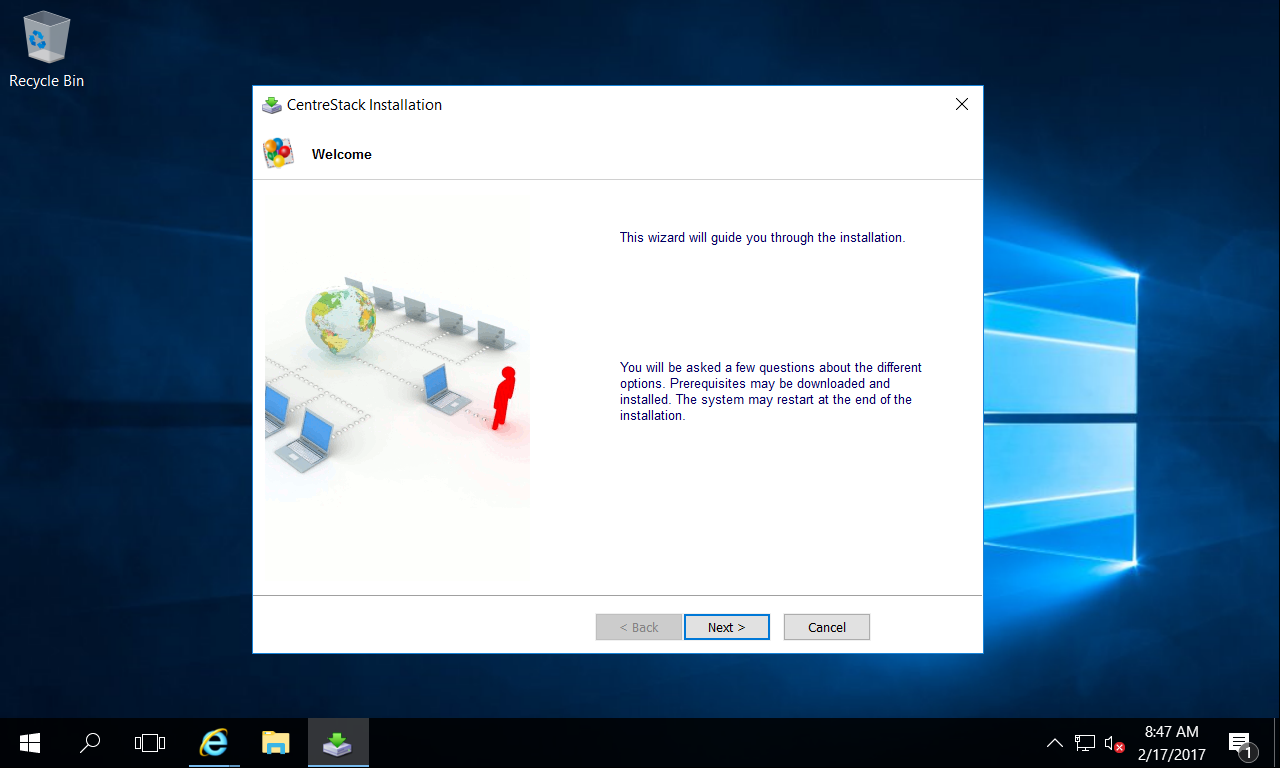 Recycle Bin
CentreStack Installation
Welcome
This wizard will guide you through the installation.
You will be asked a few questions about the different
options. Prerequisites may be downloaded and
installed. The system may restart at the end of the
installation.
< Back
Next >
Cancel
8:47 AM
2/17/2017
1